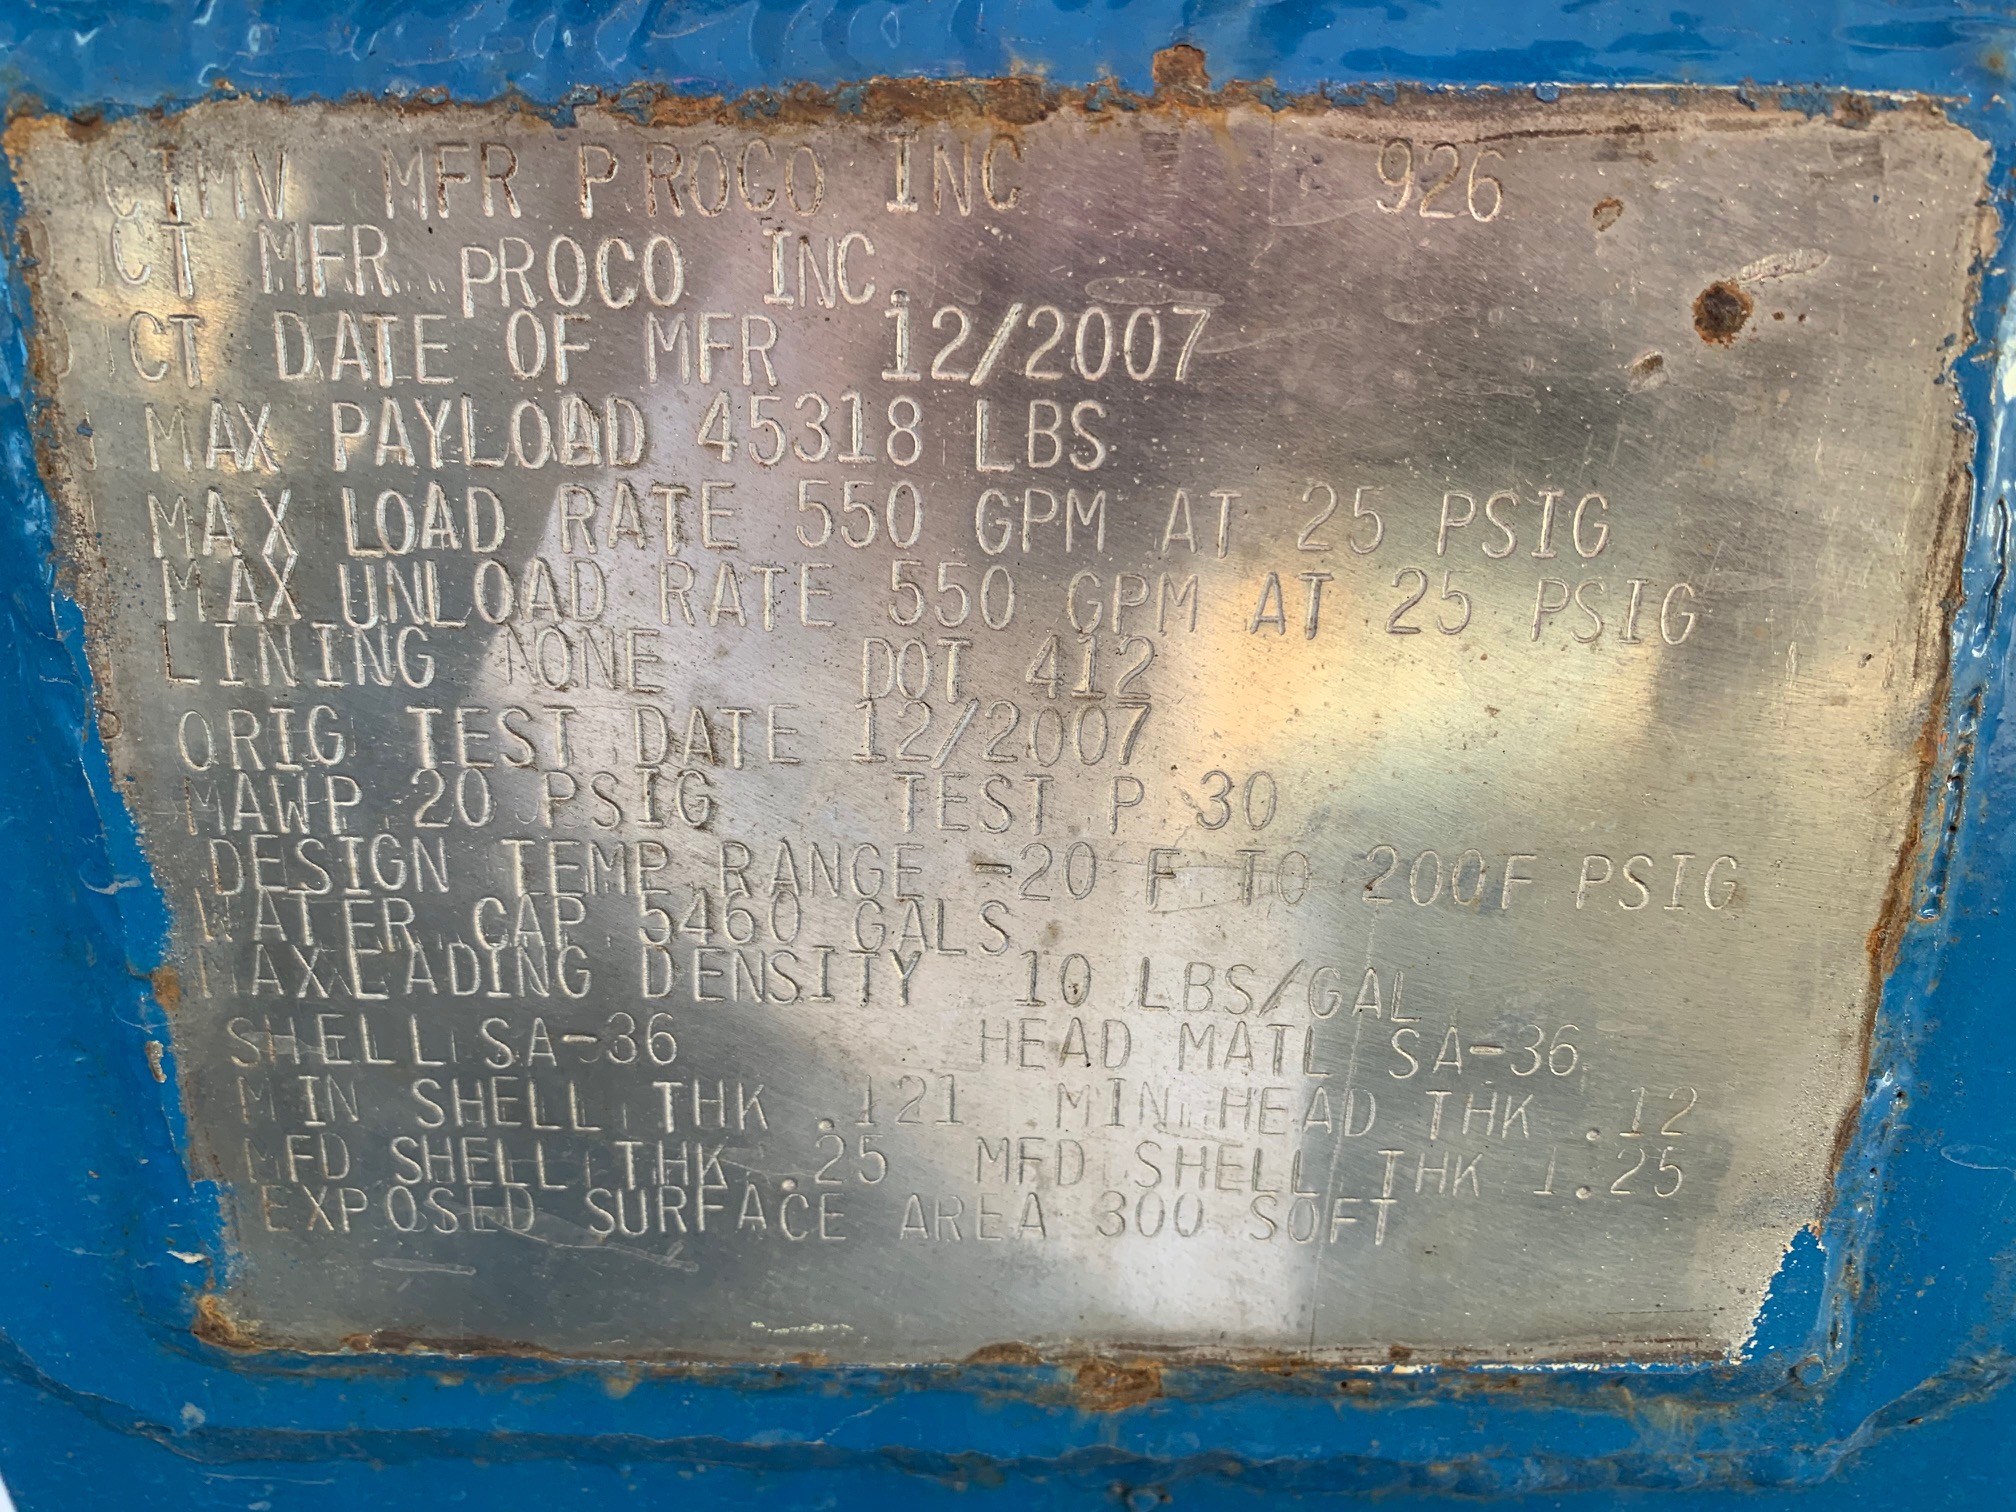 CTMV MFR PROCO INC 926
CT MFR PROCO INC
CT DATE OF MFR 12/2007
MAX PAYLOAD 45318 LBS
MAX LOAD RATE 550 GPM AT 25 PSIG
MAX UNLOAD RATE 550 GPM AT 25 PSIG
LINING NONE DOT 412
ORIG TEST DATE 12/2007
MAWP 20 PSIG TEST P 30
DESIGN TEMP RANGE -20 F TO 200F PSIG
WATER CAP 5460 GALS
MAXLEADING DENSITY 10 LBS/GAL
SHELL SA-36 HEAD MATL SA-36
MIN SHELL THK .121 MIN HEAD THK .12
MFD SHELL THK .25 MFD SHELL THK 1.25
EXPOSED SURFACE AREA 300 SOFT